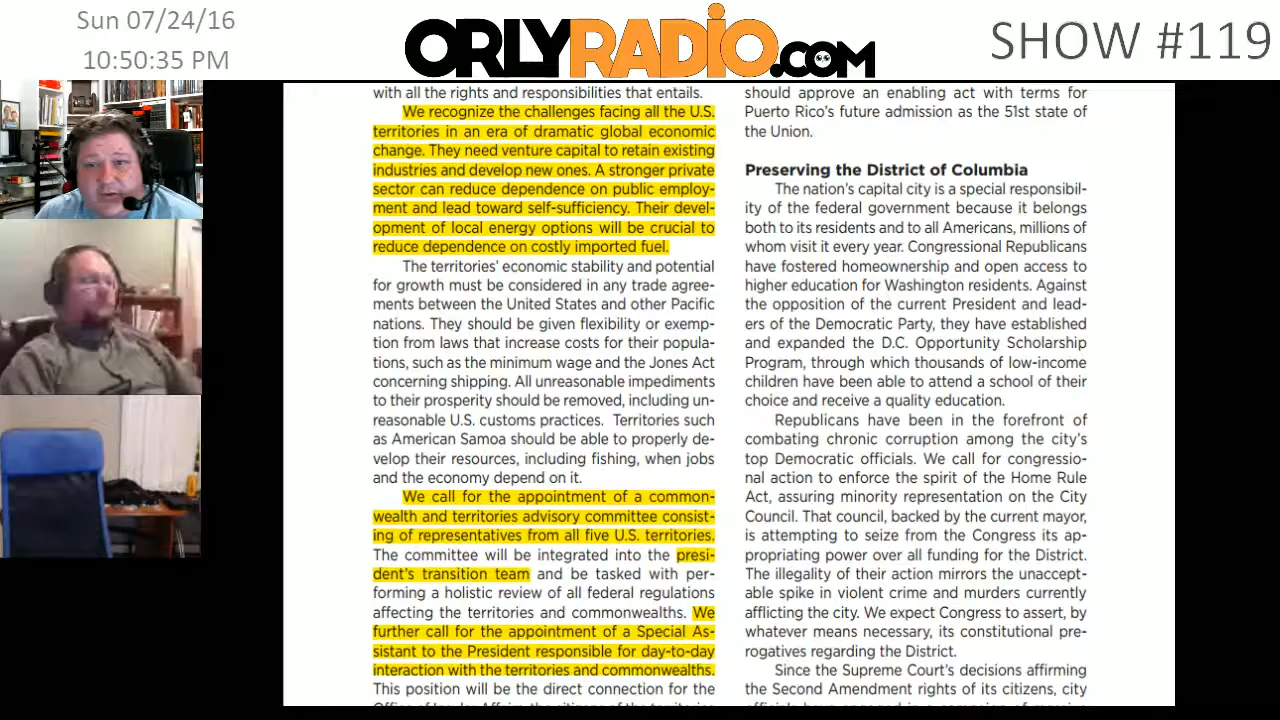 Sun 07/24/16
10:50:35 PM
ORLYRADIO.COM
SHOW #119
with all the rights and responsibilities that entails.
We recognize the challenges facing all the U.S.
territories in an era of dramatic global economic
change. They need venture capital to retain existing
industries and develop new ones. A stronger private
sector can reduce dependence on public employ-
ment and lead toward self-sufficiency. Their devel-
opment of local energy options will be crucial to
reduce dependence on costly imported fuel.
The territories' economic stability and potential
for growth must be considered in any trade agree-
ments between the United States and other Pacific
nations. They should be given flexibility or exemp-
tion from laws that increase costs for their popula-
tions, such as the minimum wage and the Jones Act
concerning shipping. All unreasonable impediments
to their prosperity should be removed, including un-
reasonable U.S. customs practices. Territories such
as American Samoa should be able to properly de-
velop their resources, including fishing, when jobs
and the economy depend on it.
We call for the appointment of a common-
wealth and territories advisory committee consist-
ing of representatives from all five U.S. territories.
The committee will be integrated into the presi-
dent's transition team and be tasked with per-
forming a holistic review of all federal regulations
affecting the territories and commonwealths. We
further call for the appointment of a Special As-
sistant to the President responsible for day-to-day
interaction with the territories and commonwealths.
This position will be the direct connection for the
should approve an enabling act with terms for
Puerto Rico's future admission as the 51st state of
the Union.
Preserving the District of Columbia
The nation's capital city is a special responsibil-
ity of the federal government because it belongs
both to its residents and to all Americans, millions of
whom visit it every year. Congressional Republicans
have fostered homeownership and open access to
higher education for Washington residents. Against
the opposition of the current President and lead-
ers of the Democratic Party, they have established
and expanded the D.C. Opportunity Scholarship
Program, through which thousands of low-income
children have been able to attend a school of their
choice and receive a quality education.
Republicans have been in the forefront of
combating chronic corruption among the city's
top Democratic officials. We call for congressio-
nal action to enforce the spirit of the Home Rule
Act, assuring minority representation on the City
Council. That council, backed by the current mayor,
is attempting to seize from the Congress its ap-
propriating power over all funding for the District.
The illegality of their action mirrors the unaccept-
able spike in violent crime and murders currently
afflicting the city. We expect Congress to assert, by
whatever means necessary, its constitutional pre-
rogatives regarding the District.
Since the Supreme Court's decisions affirming
the Second Amendment rights of its citizens, city